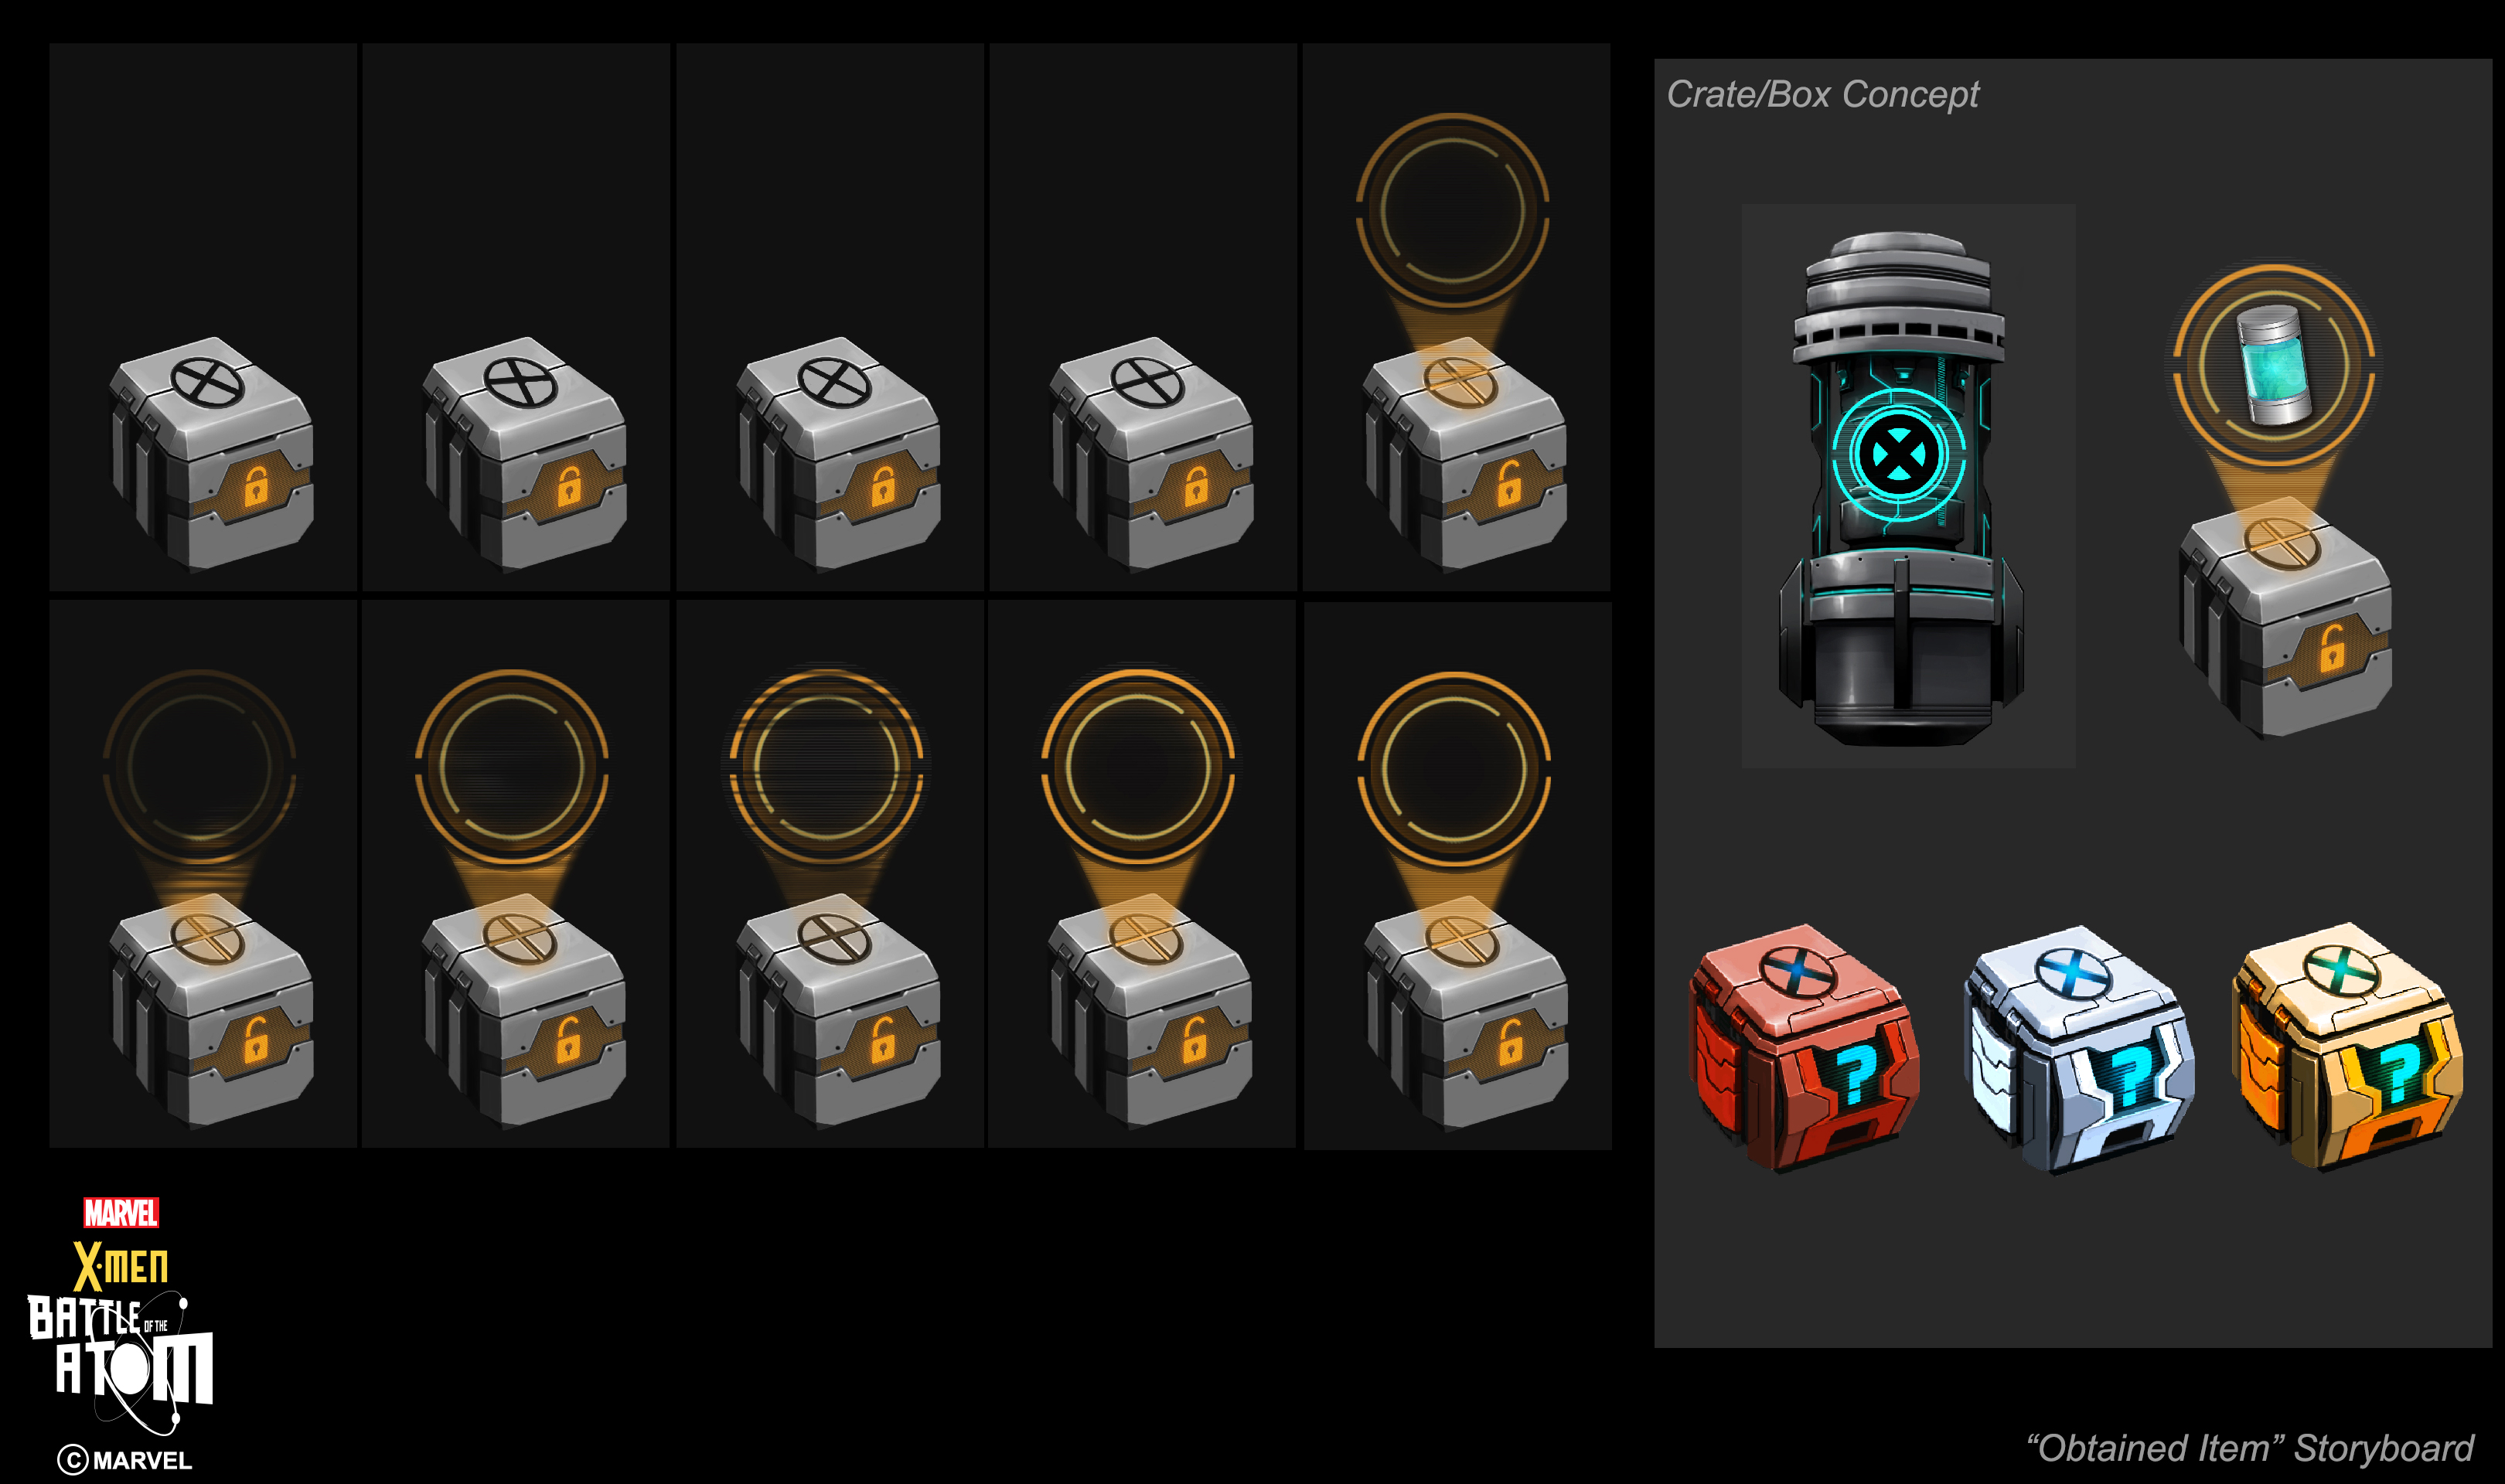 Crate/Box Concept
?
?
?
MARVEL
X·MEN
BATTLE OF THE
ATOM
© MARVEL
“Obtained Item” Storyboard